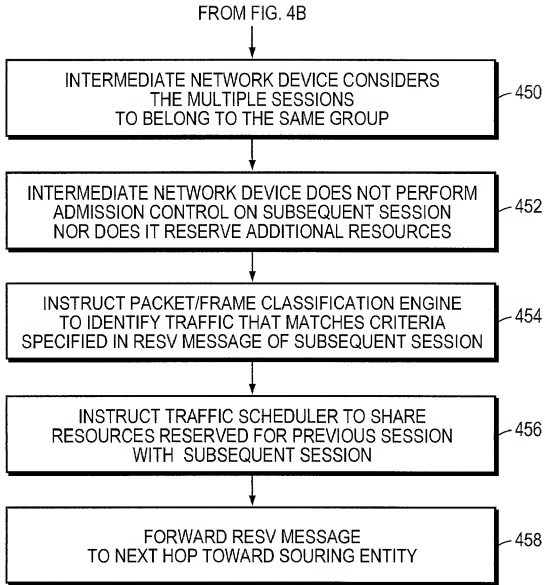 FROM FIG. 4B
INTERMEDIATE NETWORK DEVICE CONSIDERS
THE MULTIPLE SESSIONS
TO BELONG TO THE SAME GROUP
450
INTERMEDIATE NETWORK DEVICE DOES NOT PERFORM
ADMISSION CONTROL ON SUBSEQUENT SESSION
NOR DOES IT RESERVE ADDITIONAL RESOURCES
452
INSTRUCT PACKET/FRAME CLASSIFICATION ENGINE
TO IDENTIFY TRAFFIC THAT MATCHES CRITERIA
SPECIFIED IN RESV MESSAGE OF SUBSEQUENT SESSION
454
INSTRUCT TRAFFIC SCHEDULER TO SHARE
RESOURCES RESERVED FOR PREVIOUS SESSION
WITH SUBSEQUENT SESSION
456
FORWARD RESV MESSAGE
TO NEXT HOP TOWARD SOURING ENTITY
458